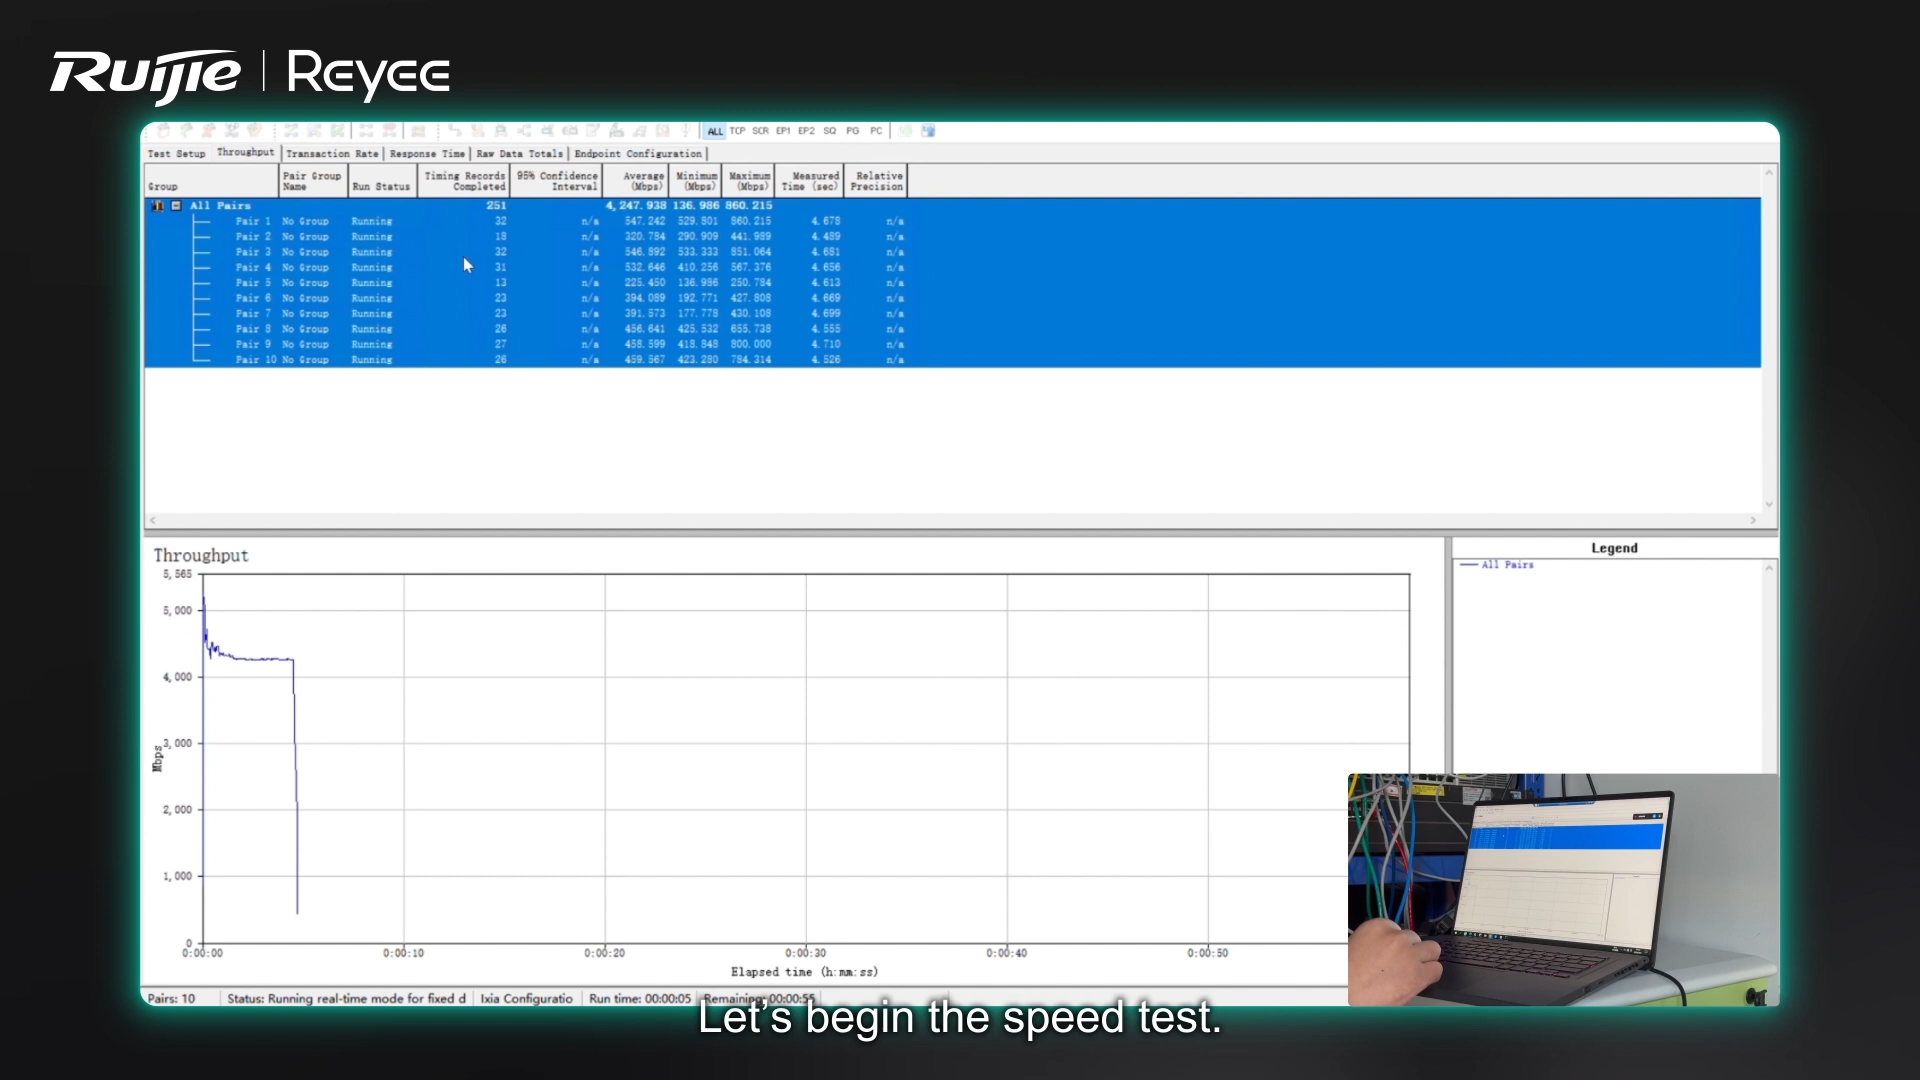 Ruijie | Reyee
ALL TCP SCR EP1 EP2 SQ PG PC
Test Setup Throughput Transaction Rate Response Time Raw Data Totals Endpoint Configuration
Group Pair Group Name Run Status Timing Records Completed 95% Confidence Interval Average (Mbps) Minimum (Mbps) Maximum (Mbps) Measured Time (sec) Relative Precision
All Pairs 251 4,247.938 136.986 860.215
Pair 1 No Group Running 32 n/a 547.242 529.801 860.215 4.678 n/a
Pair 2 No Group Running 18 n/a 320.784 290.909 441.989 4.489 n/a
Pair 3 No Group Running 32 n/a 546.892 533.333 851.064 4.681 n/a
Pair 4 No Group Running 31 n/a 532.646 410.256 567.376 4.656 n/a
Pair 5 No Group Running 13 n/a 225.450 136.986 250.784 4.613 n/a
Pair 6 No Group Running 23 n/a 394.089 192.771 427.808 4.669 n/a
Pair 7 No Group Running 23 n/a 391.573 177.778 430.108 4.699 n/a
Pair 8 No Group Running 26 n/a 456.641 425.532 655.738 4.555 n/a
Pair 9 No Group Running 27 n/a 458.599 418.848 800.000 4.710 n/a
Pair 10 No Group Running 26 n/a 459.567 423.280 784.314 4.526 n/a
Throughput
Legend
All Pairs
5,565
5,000
4,000
3,000
Mbps
2,000
1,000
0
0:00:00 0:00:10 0:00:20 0:00:30 0:00:40 0:00:50
Elapsed time (h:mm:ss)
Pairs: 10 Status: Running real-time mode for fixed d Ixia Configuratio Run time: 00:00:05 Remaining: 00:00:55
Let's begin the speed test.